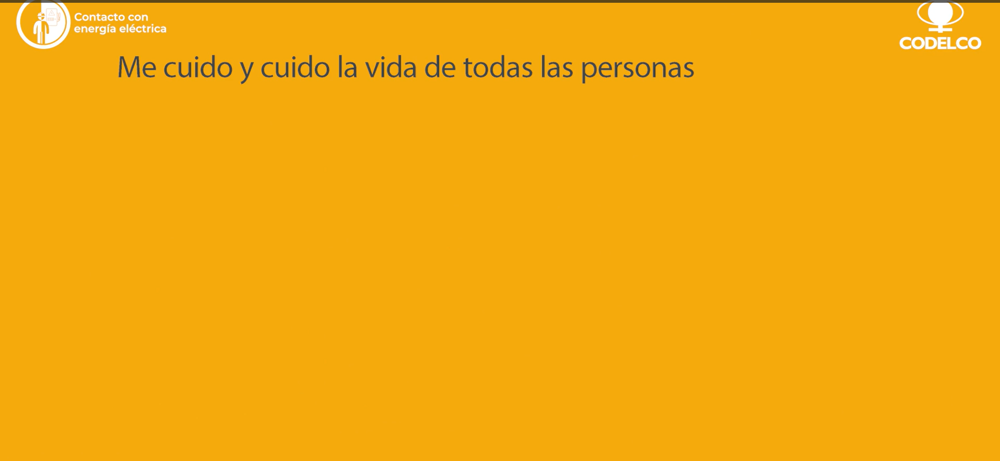 Contacto con
energía eléctrica
CODELCO
Me cuido y cuido la vida de todas las personas